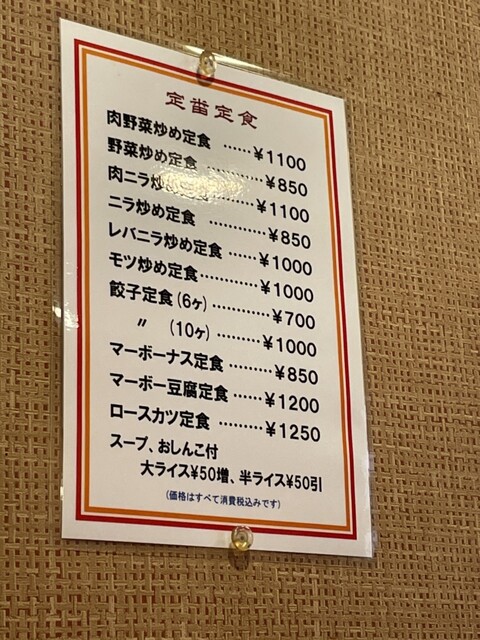 定番定食
肉野菜炒め定食 ……¥1100
野菜炒め定食 …………¥850
肉ニラ炒め定食 ………¥1100
ニラ炒め定食 …………¥850
レバニラ炒め定食 ……¥1000
モツ炒め定食…………¥1000
餃子定食(6ヶ) …………¥700
〃 (10ヶ) ………¥1000
マーボーナス定食 ………¥850
マーボー豆腐定食 ……¥1200
ロースカツ定食 ………¥1250
スープ、おしんこ付
大ライス¥50増、半ライス¥50引
(価格はすべて消費税込みです)